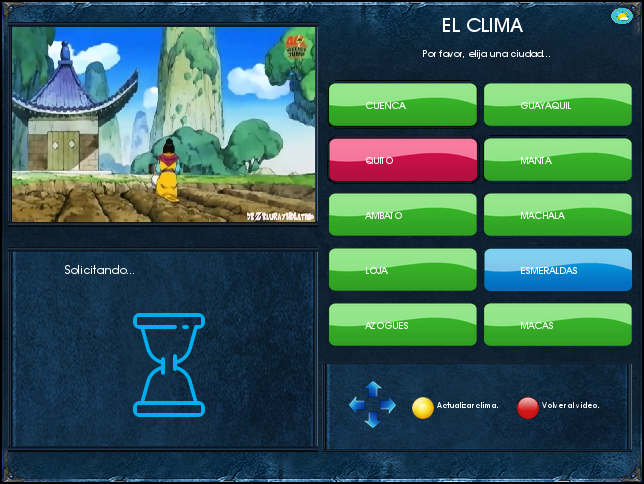 EL CLIMA
Por favor, elija una ciudad...
CUENCA
GUAYAQUIL
QUITO
MANTA
AMBATO
MACHALA
LOJA
ESMERALDAS
AZOGUES
MACAS
Solicitando...
Actualizar clima.
Volver al video.